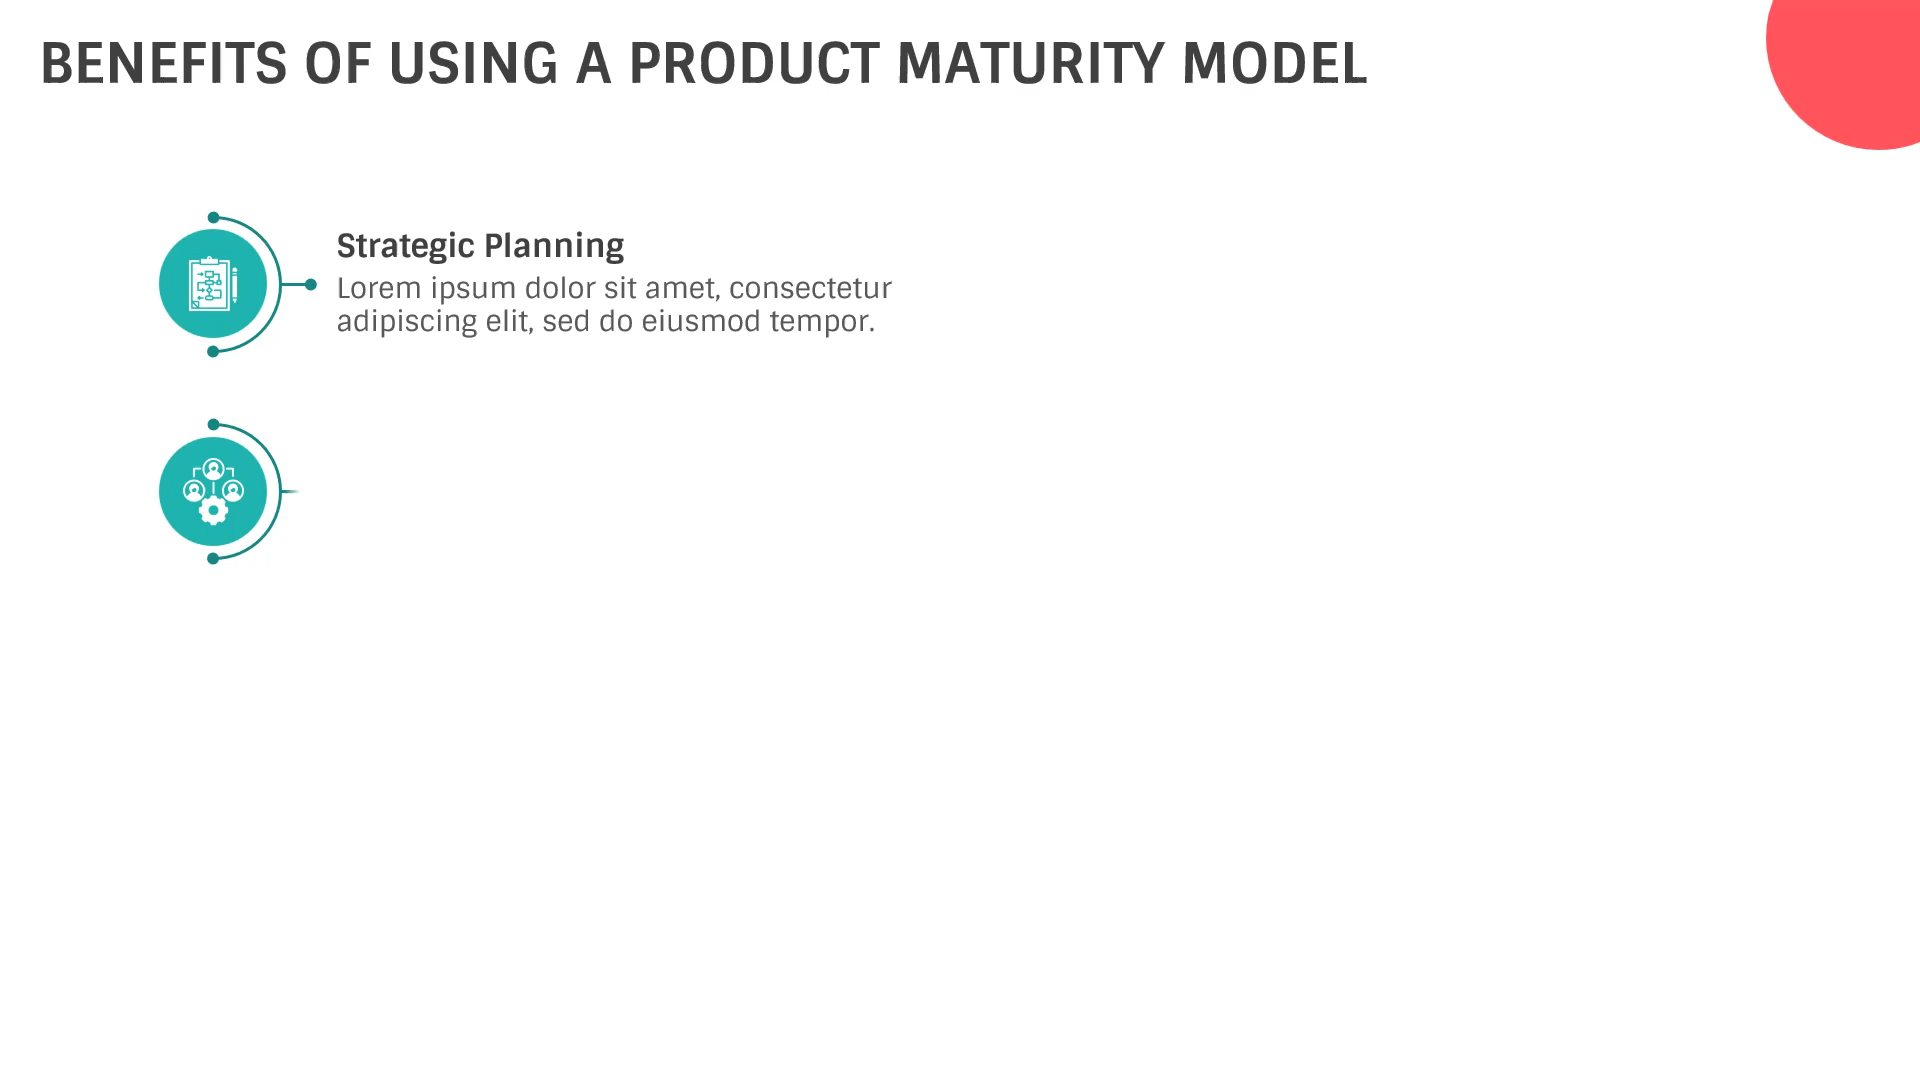 BENEFITS OF USING A PRODUCT MATURITY MODEL
Strategic Planning
Lorem ipsum dolor sit amet, consectetur
adipiscing elit, sed do eiusmod tempor.